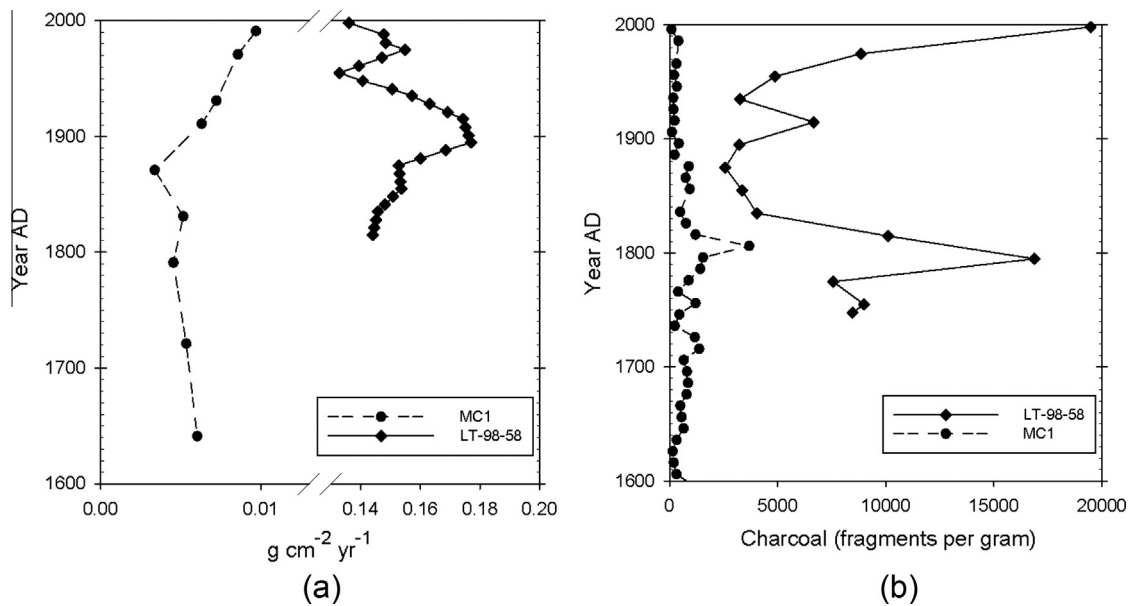 2000
1900
1800
1700
1600
Year AD
0.00
0.01
0.14
0.16
0.18
0.20
g cm⁻² yr⁻¹
MC1
LT-98-58
(a)
2000
1900
1800
1700
1600
Year AD
0
5000
10000
15000
20000
Charcoal (fragments per gram)
LT-98-58
MC1
(b)